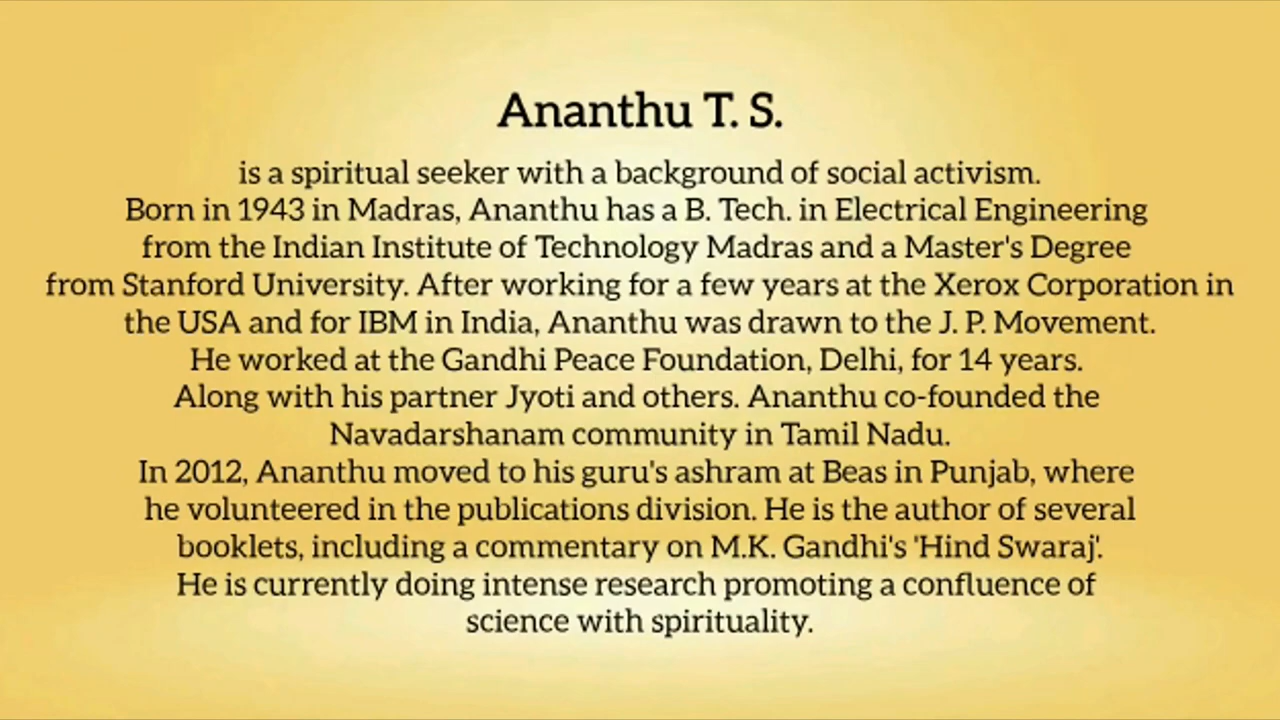 Ananthu T. S.
is a spiritual seeker with a background of social activism.
Born in 1943 in Madras, Ananthu has a B. Tech. in Electrical Engineering
from the Indian Institute of Technology Madras and a Master's Degree
from Stanford University. After working for a few years at the Xerox Corporation in
the USA and for IBM in India, Ananthu was drawn to the J. P. Movement.
He worked at the Gandhi Peace Foundation, Delhi, for 14 years.
Along with his partner Jyoti and others. Ananthu co-founded the
Navadarshanam community in Tamil Nadu.
In 2012, Ananthu moved to his guru's ashram at Beas in Punjab, where
he volunteered in the publications division. He is the author of several
booklets, including a commentary on M.K. Gandhi's 'Hind Swaraj'.
He is currently doing intense research promoting a confluence of
science with spirituality.